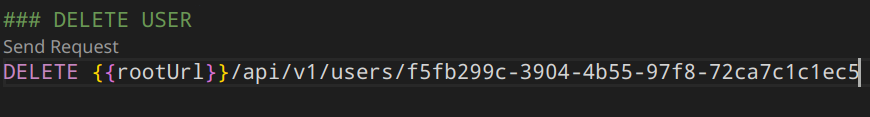 ### DELETE USER
Send Request
DELETE {{rootUrl}}/api/v1/users/f5fb299c-3904-4b55-97f8-72ca7c1c1ec5